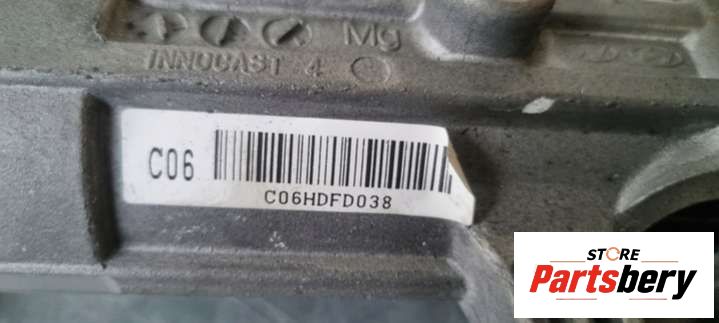 Mg
INNOCAST 4
C06
C06HDFD038
STORE
Partsbery